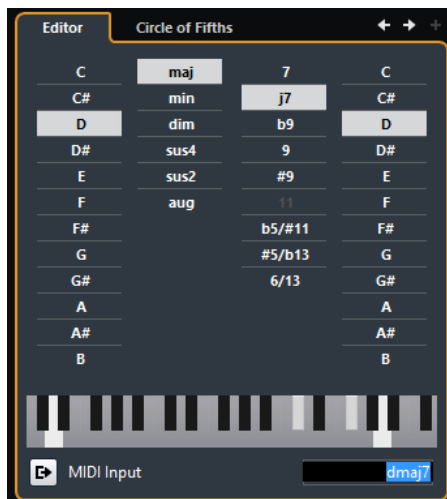 Editor Circle of Fifths
C maj 7 C
C# min j7 C#
D dim b9 D
D# sus4 9 D#
E sus2 #9 E
F aug 11 F
F# b5/#11 F#
G #5/b13 G
G# 6/13 G#
A A
A# A#
B B
MIDI Input dmaj7